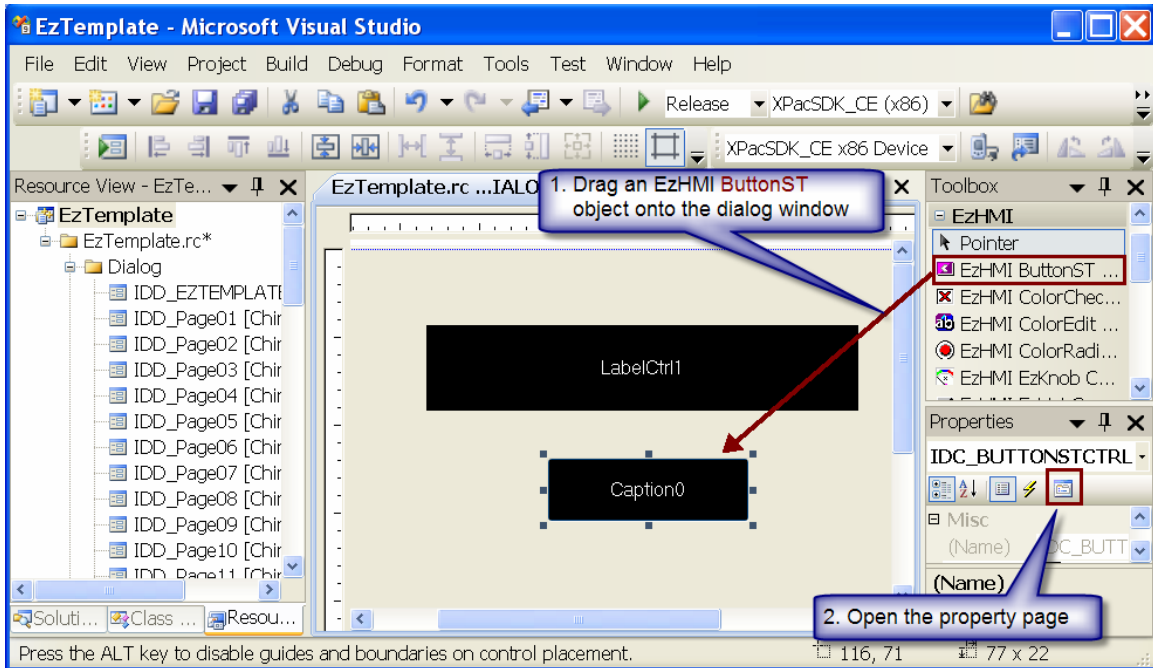 EzTemplate - Microsoft Visual Studio
File Edit View Project Build Debug Format Tools Test Window Help
Release XPacSDK_CE (x86)
XPacSDK_CE x86 Device
Resource View - EzTe...
EzTemplate
EzTemplate.rc*
Dialog
IDD_EZTEMPLATE
IDD_Page01 [Chir
IDD_Page02 [Chir
IDD_Page03 [Chir
IDD_Page04 [Chir
IDD_Page05 [Chir
IDD_Page06 [Chir
IDD_Page07 [Chir
IDD_Page08 [Chir
IDD_Page09 [Chir
IDD_Page10 [Chir
IDD_Page11 [Chir
Soluti... Class ... Resou...
EzTemplate.rc ...IALO
1. Drag an EzHMI ButtonST
object onto the dialog window
LabelCtrl1
Caption0
Toolbox
EzHMI
Pointer
EzHMI ButtonST ...
EzHMI ColorChec...
EzHMI ColorEdit ...
EzHMI ColorRadi...
EzHMI EzKnob C...
Properties
IDC_BUTTONSTCTRL
Misc
(Name) DC_BUTT
(Name)
2. Open the property page
Press the ALT key to disable guides and boundaries on control placement. 116, 71 77 x 22